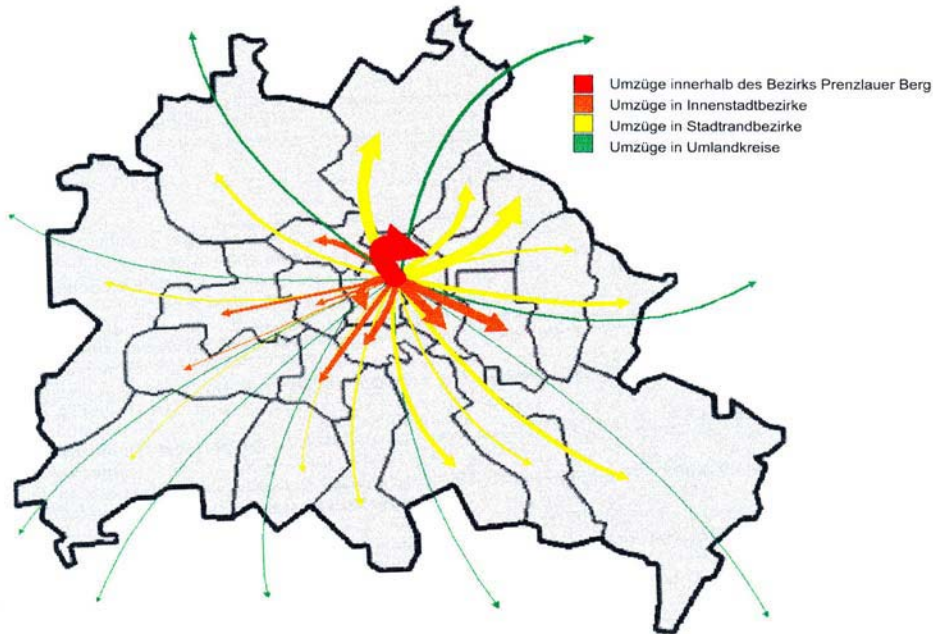 Umzüge innerhalb des Bezirks Prenzlauer Berg
Umzüge in Innenstadtbezirke
Umzüge in Stadtrandbezirke
Umzüge in Umlandkreise